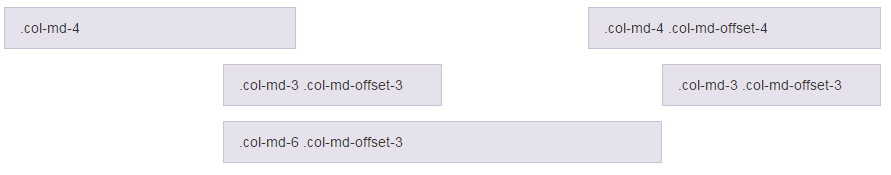 .col-md-4
.col-md-4 .col-md-offset-4
.col-md-3 .col-md-offset-3
.col-md-3 .col-md-offset-3
.col-md-6 .col-md-offset-3